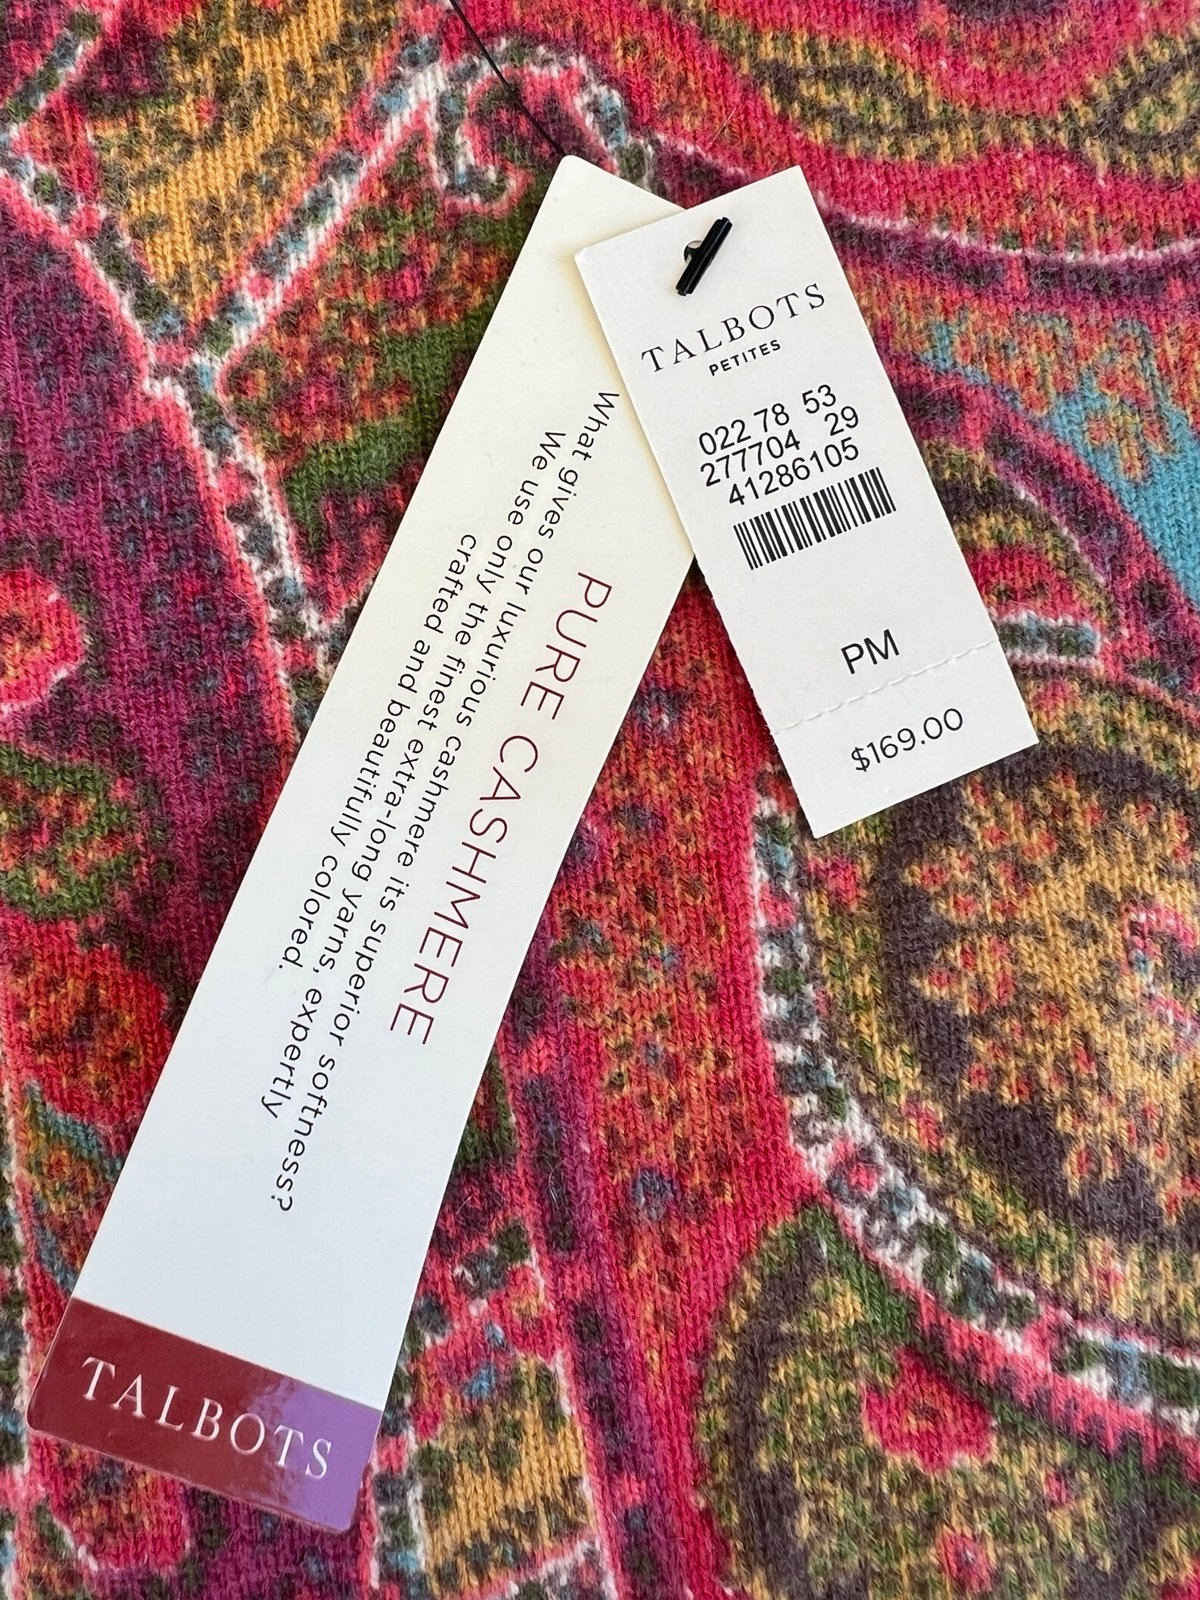 TALBOTS
PETITES
022 78 53
277704 29
41286105
PM
$169.00
PURE CASHMERE
What gives our luxurious cashmere its superior softness?
We use only the finest extra-long yarns, expertly
crafted and beautifully colored.
TALBOTS